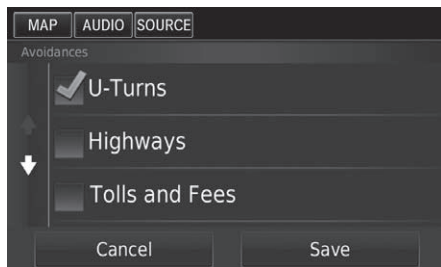 MAP AUDIO SOURCE
Avoidances
U-Turns
Highways
Tolls and Fees
Cancel Save